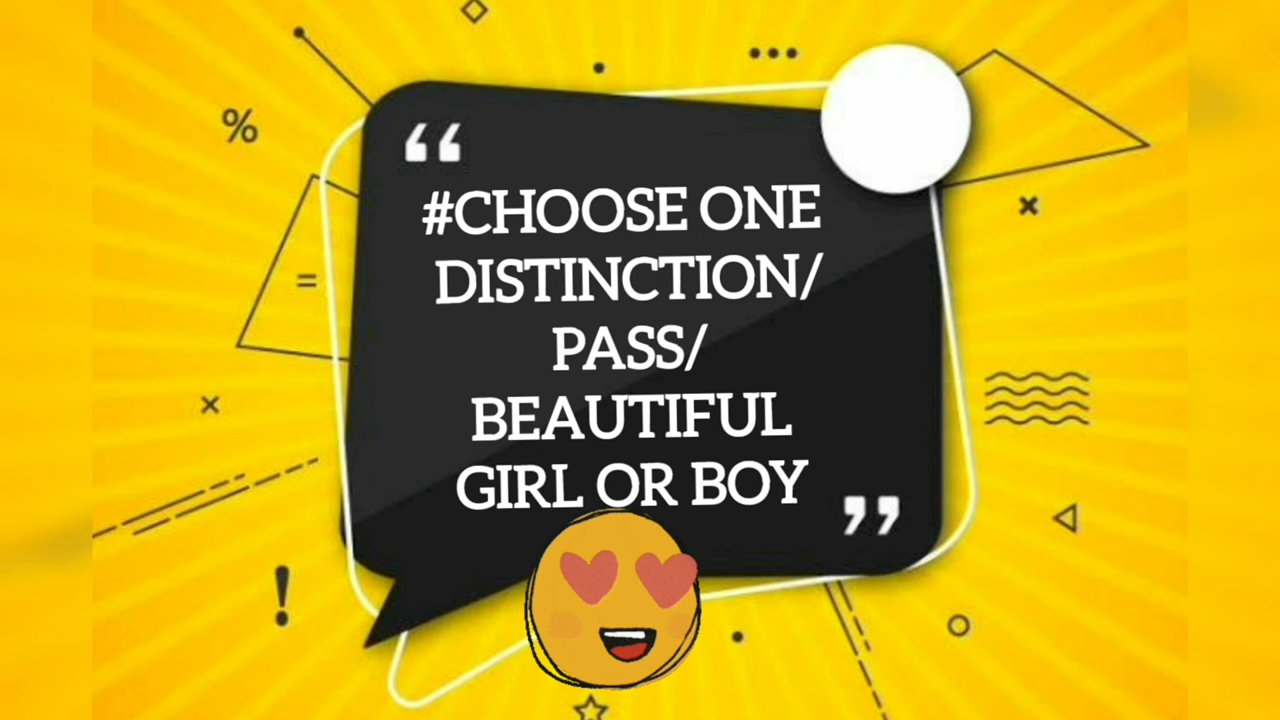 “
#CHOOSE ONE
DISTINCTION/
PASS/
BEAUTIFUL
GIRL OR BOY
”